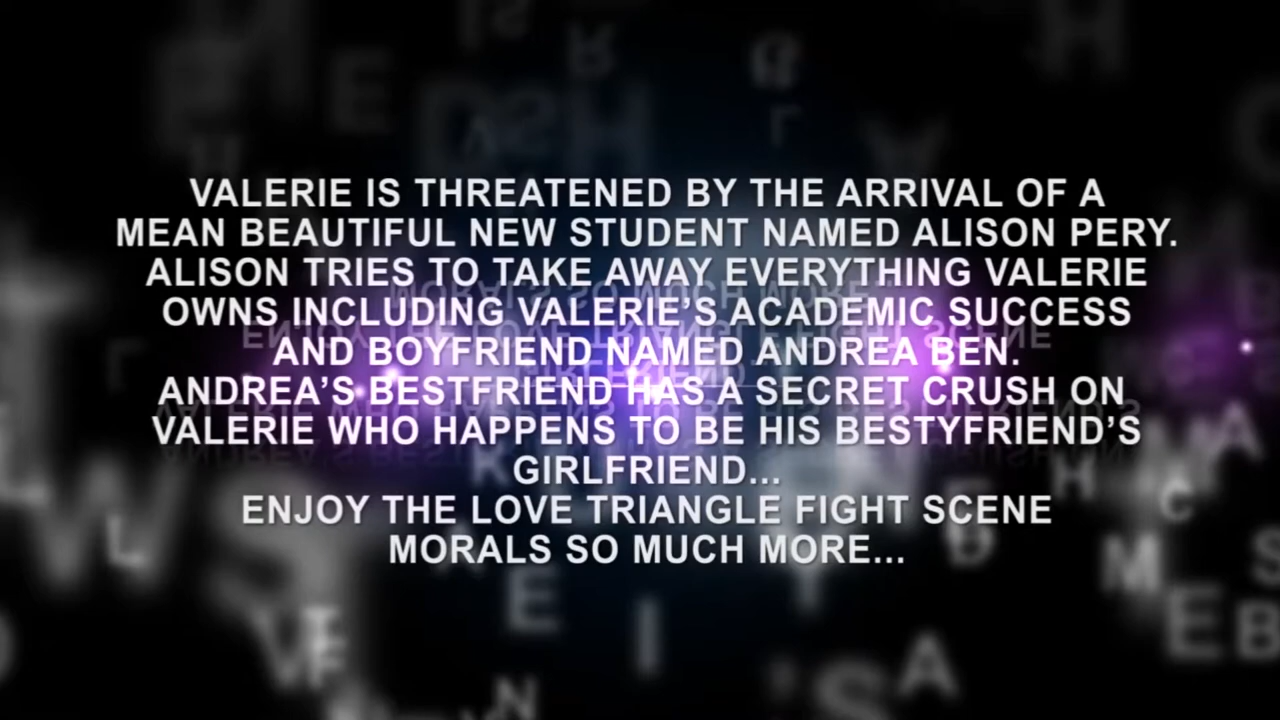 VALERIE IS THREATENED BY THE ARRIVAL OF A
MEAN BEAUTIFUL NEW STUDENT NAMED ALISON PERY.
ALISON TRIES TO TAKE AWAY EVERYTHING VALERIE
OWNS INCLUDING VALERIE’S ACADEMIC SUCCESS
AND BOYFRIEND NAMED ANDREA BEN.
ANDREA’S BESTFRIEND HAS A SECRET CRUSH ON
VALERIE WHO HAPPENS TO BE HIS BESTYFRIEND’S
GIRLFRIEND...
ENJOY THE LOVE TRIANGLE FIGHT SCENE
MORALS SO MUCH MORE...